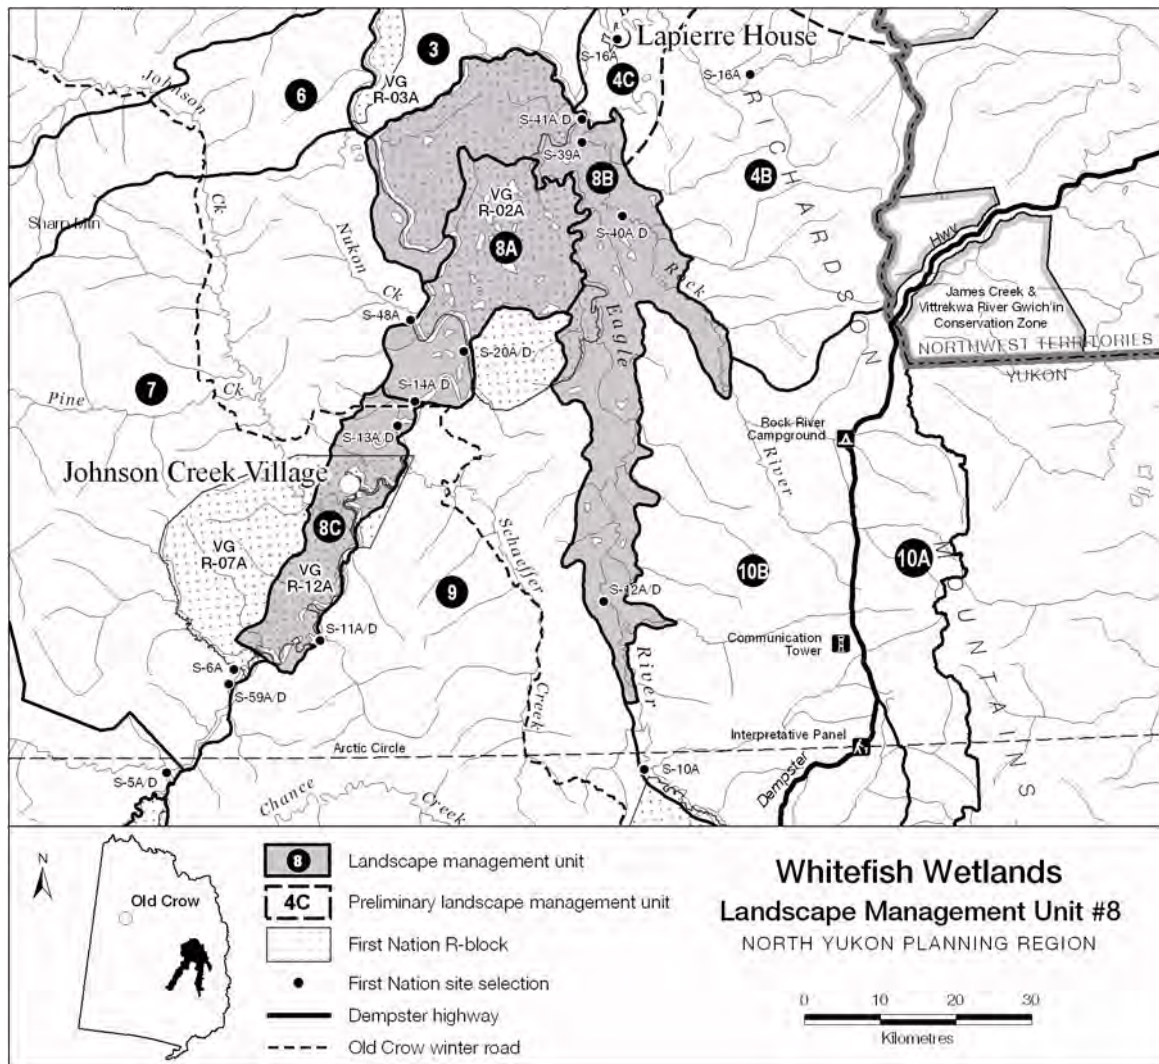 Lapierre House
S-16A
4C
S-16A
3
VG
R-03A
6
Johnson
S-41A/D
S-39A
8B
4B
RICHARDSON
VG
R-02A
8A
S-40A/D
Sharp Mtn
Ck
Nukon
Ck
Rock
Hwy
James Creek &
Vittrekwa River Gwich'in
Conservation Zone
NORTHWEST TERRITORIES
YUKON
S-48A
Eagle
S-20A/D
7
Pine
Ck
S-14A/D
S-13A/D
Rock River
Campground
River
Johnson Creek Village
8C
VG
R-07A
VG
R-12A
Schaeffer
9
10B
10A
MOUNTAINS
S-12A/D
S-11A/D
Communication
Tower
S-6A
S-59A/D
River
Creek
Interpretative Panel
Arctic Circle
S-5A/D
S-10A
Dempster
Chance
Creek
N
Old Crow
8
Landscape management unit
4C
Preliminary landscape management unit
First Nation R-block
First Nation site selection
Dempster highway
Old Crow winter road
Whitefish Wetlands
Landscape Management Unit #8
NORTH YUKON PLANNING REGION
0 10 20 30
Kilometres